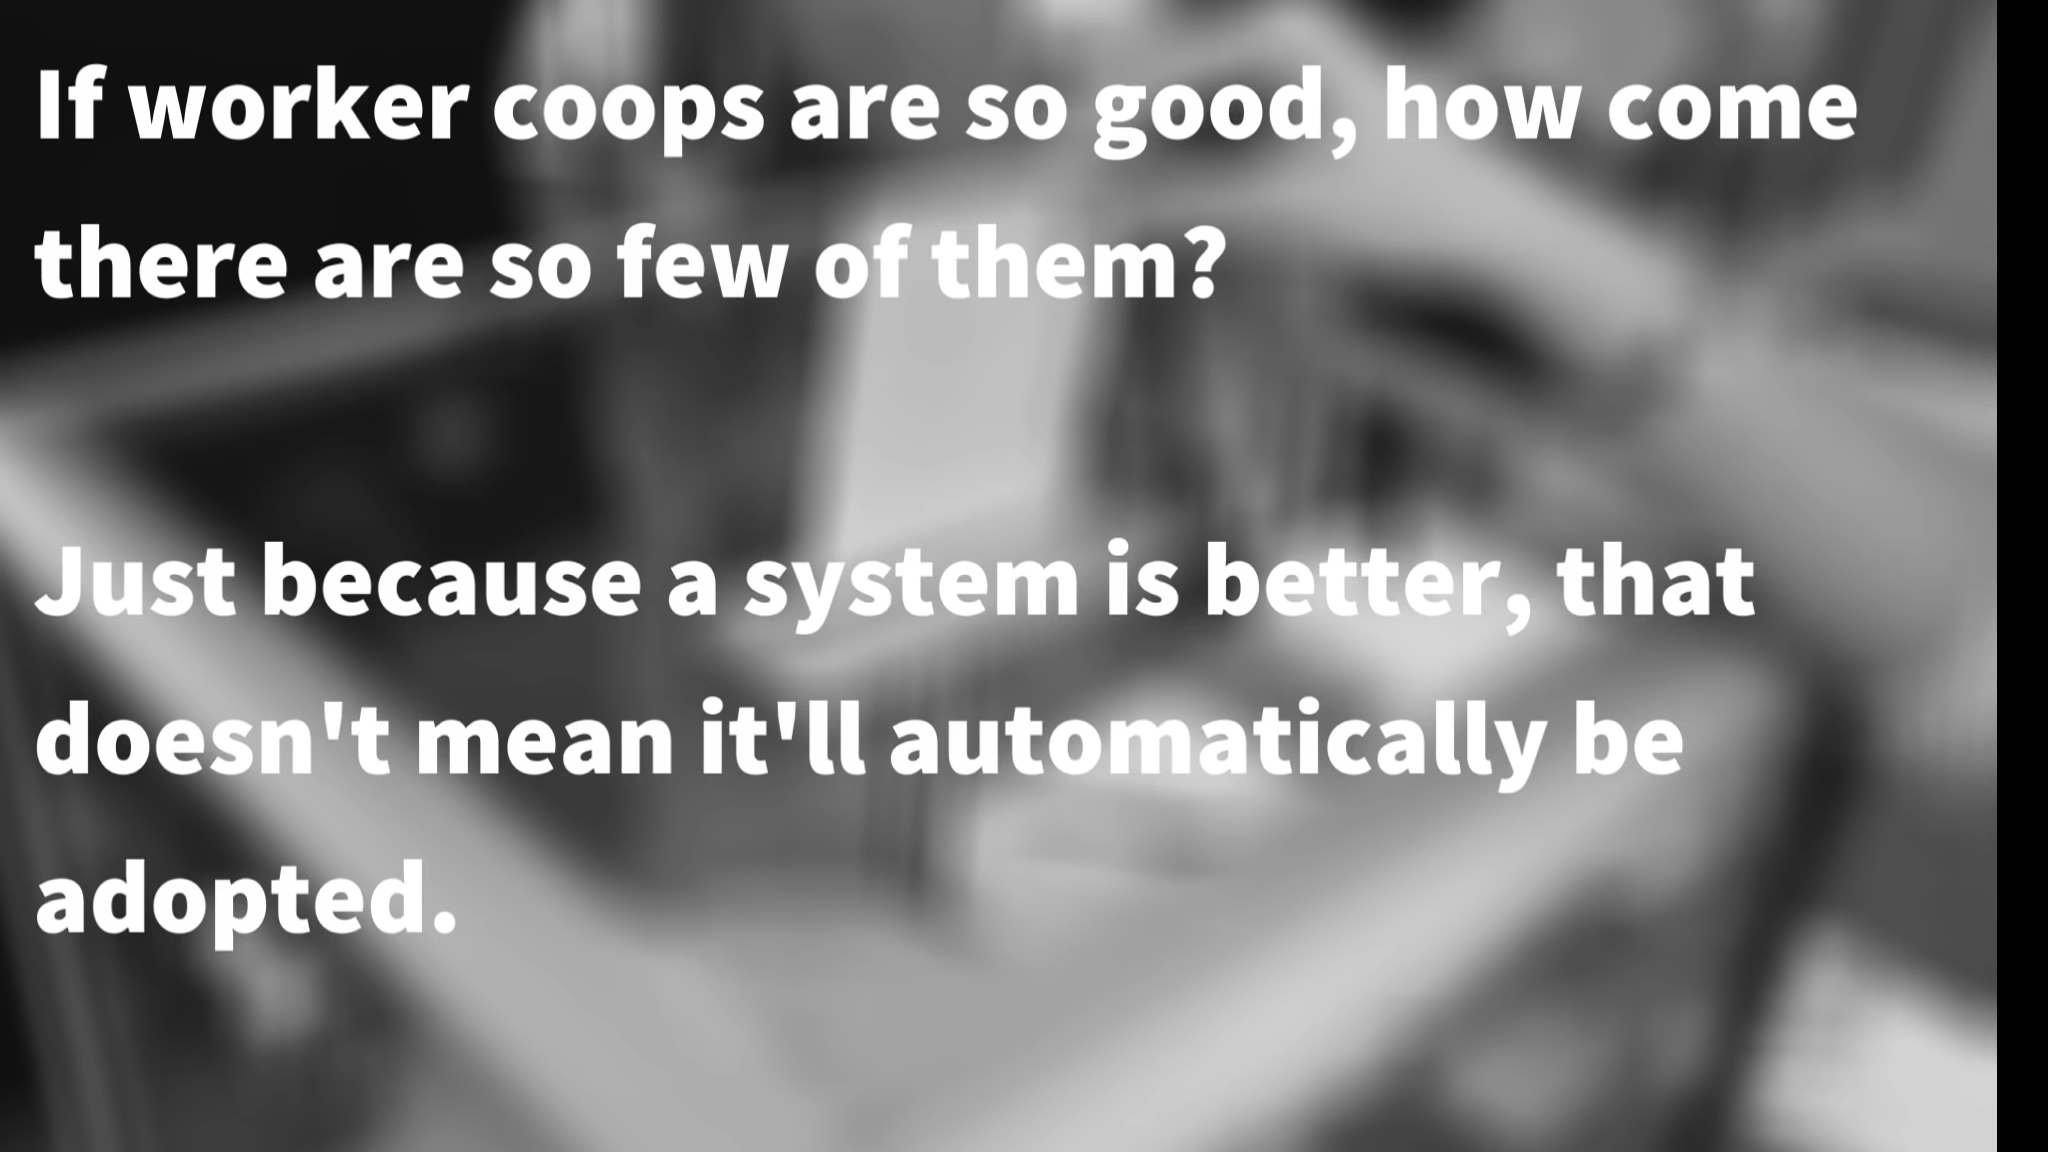 If worker coops are so good, how come
there are so few of them?
Just because a system is better, that
doesn't mean it'll automatically be
adopted.